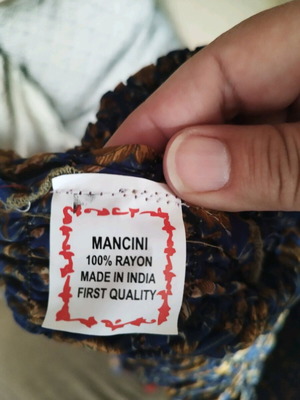 MANCINI
100% RAYON
MADE IN INDIA
FIRST QUALITY